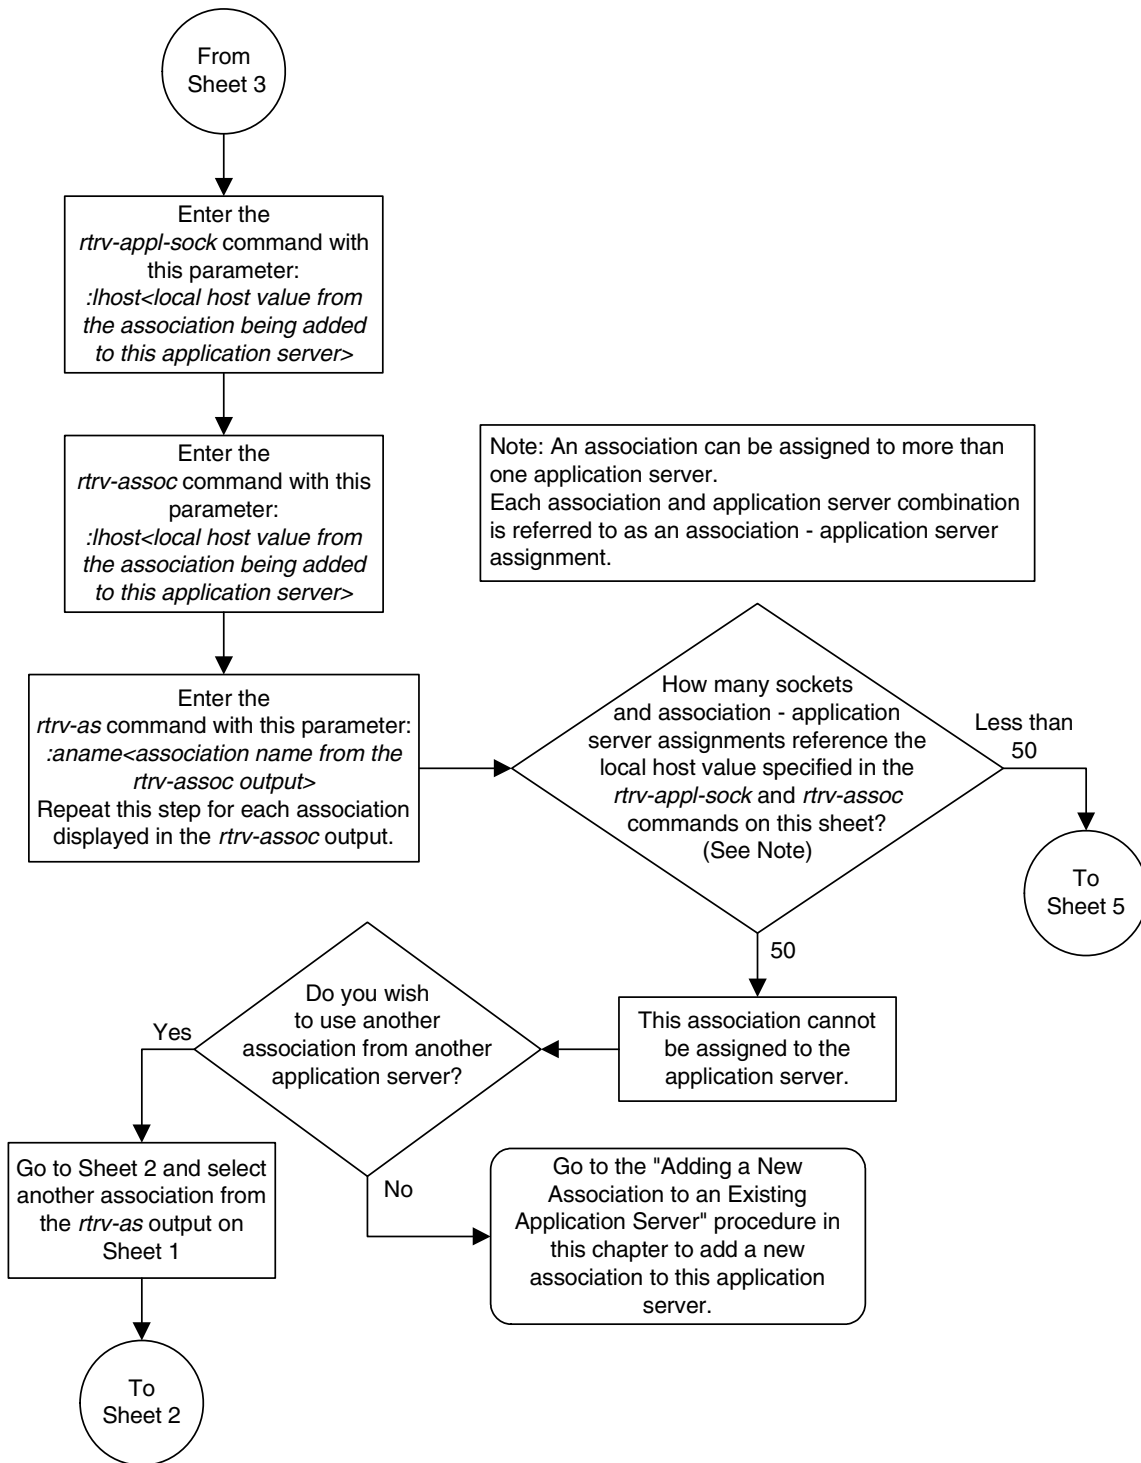 From
Sheet 3
Enter the
rtrv-appl-sock command with
this parameter:
:lhost<local host value from
the association being added
to this application server>
Enter the
rtrv-assoc command with this
parameter:
:lhost<local host value from
the association being added
to this application server>
Note: An association can be assigned to more than
one application server.
Each association and application server combination
is referred to as an association - application server
assignment.
Enter the
rtrv-as command with this parameter:
:aname<association name from the
rtrv-assoc output>
Repeat this step for each association
displayed in the rtrv-assoc output.
How many sockets
and association - application
server assignments reference the
local host value specified in the
rtrv-appl-sock and rtrv-assoc
commands on this sheet?
(See Note)
Less than
50
To
Sheet 5
50
This association cannot
be assigned to the
application server.
Do you wish
to use another
association from another
application server?
Yes
No
Go to Sheet 2 and select
another association from
the rtrv-as output on
Sheet 1
Go to the "Adding a New
Association to an Existing
Application Server" procedure in
this chapter to add a new
association to this application
server.
To
Sheet 2